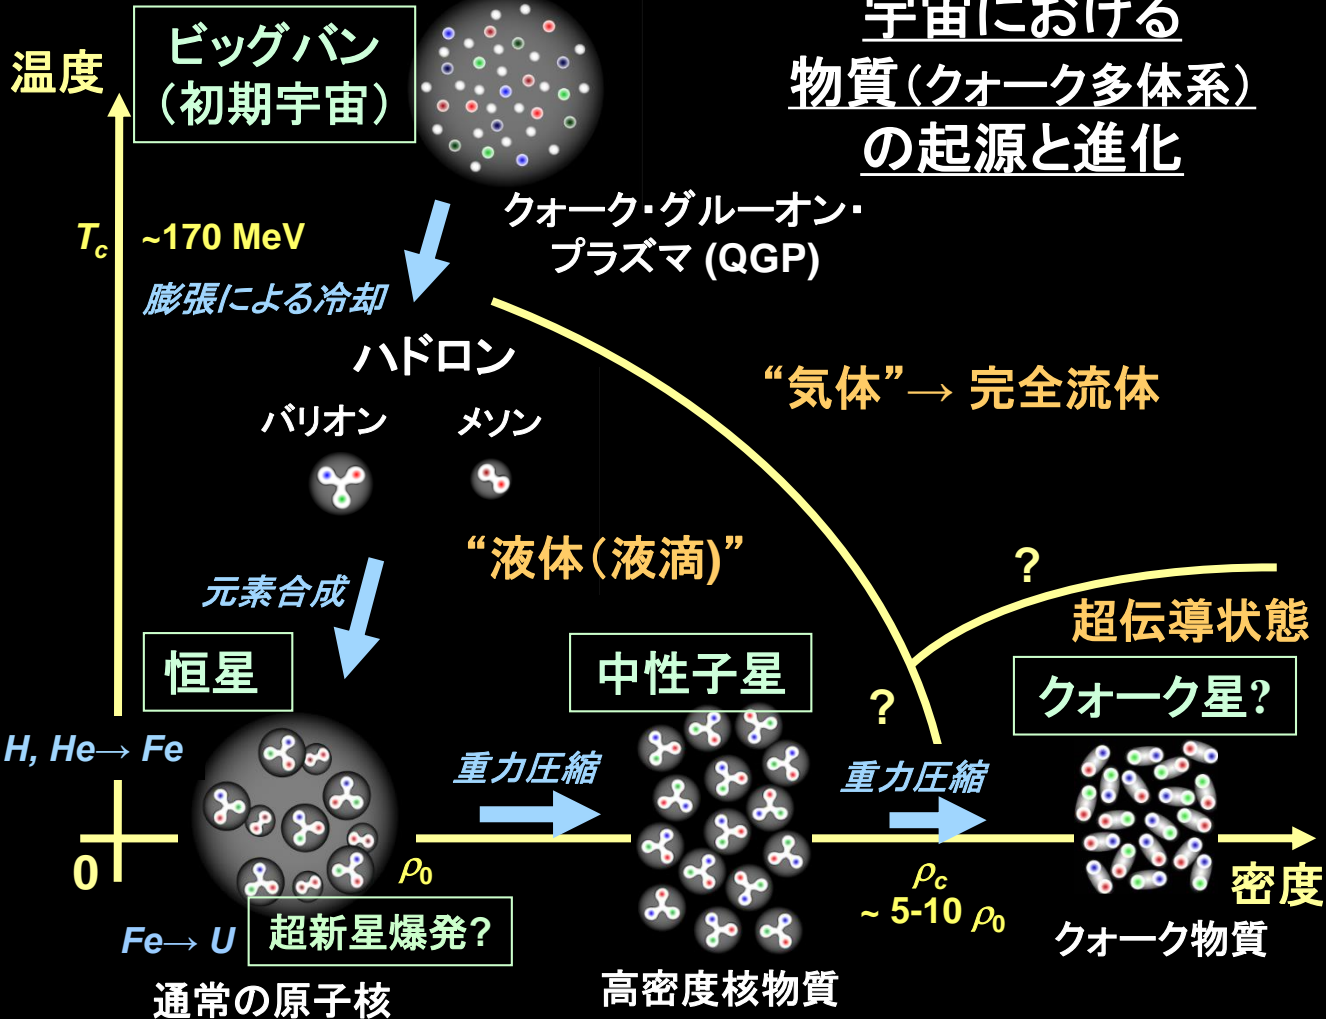 宇宙における
物質(クォーク多体系)
の起源と進化
ビッグバン
(初期宇宙)
温度
クォーク・グルーオン・
プラズマ (QGP)
Tc ~170 MeV
膨張による冷却
ハドロン
バリオン メソン
“気体”→ 完全流体
“液体(液滴)”
元素合成
?
超伝導状態
恒星
中性子星
クォーク星?
?
H, He→ Fe
重力圧縮
重力圧縮
0
ρ0
ρc
~ 5-10 ρ0
密度
Fe→ U
超新星爆発?
通常の原子核
高密度核物質
クォーク物質